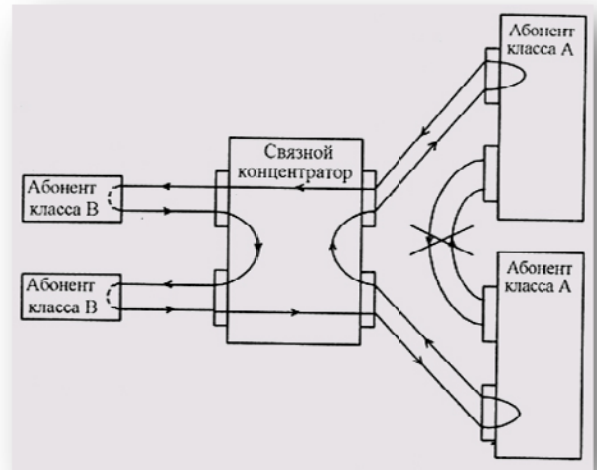 Абонент
класса А
Связной
концентратор
Абонент
класса В
Абонент
класса В
Абонент
класса А